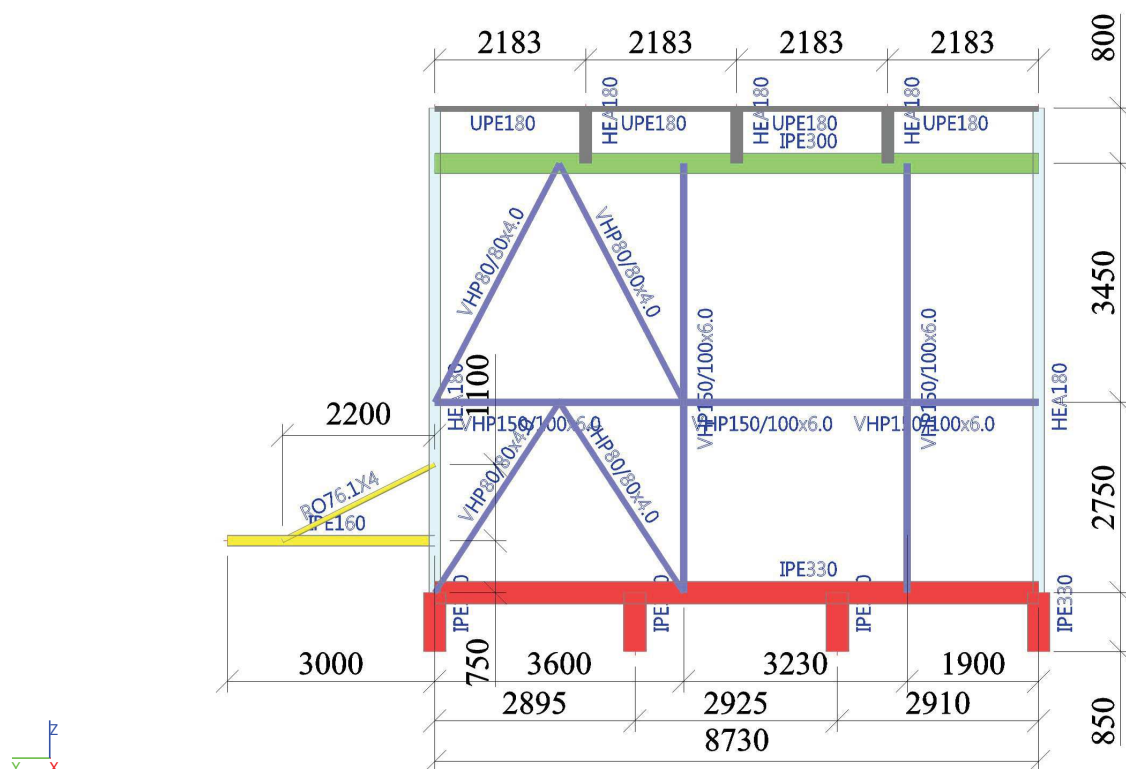 2183 2183 2183 2183
800
HEA180 HEA180 HEA180
UPE180 UPE180 UPE180 UPE180
IPE300
VHP80/80x4.0 VHP80/80x4.0
3450
VHP150/100x6.0 VHP150/100x6.0
1100
HEA180 HEA180
2200
VHP150/100x6.0 VHP150/100x6.0 VHP150/100x6.0
VHP80/80x4.0 VHP80/80x4.0
RO76.1X4
IPE160
2750
IPE330
IPE330
750
3000 3600 3230 1900
2895 2925 2910
850
8730
Z
Y X